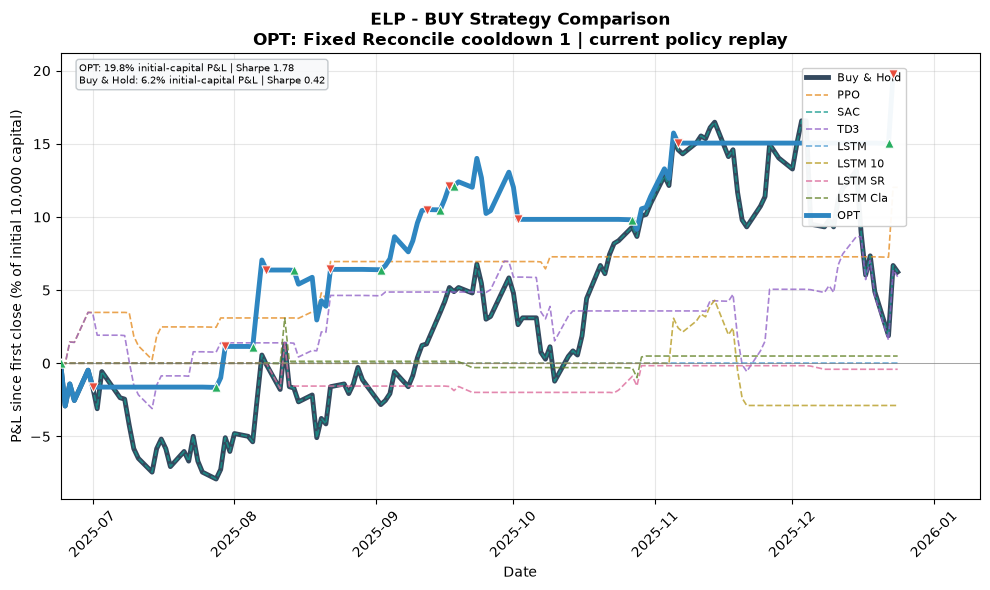 ELP - BUY Strategy Comparison
OPT: Fixed Reconcile cooldown 1 | current policy replay
OPT: 19.8% initial-capital P&L | Sharpe 1.78
Buy & Hold: 6.2% initial-capital P&L | Sharpe 0.42
Buy & Hold
PPO
SAC
TD3
LSTM
LSTM 10
LSTM SR
LSTM Cla
OPT
P&L since first close (% of initial 10,000 capital)
20
15
10
5
0
−5
2025-07
2025-08
2025-09
2025-10
2025-11
2025-12
2026-01
Date